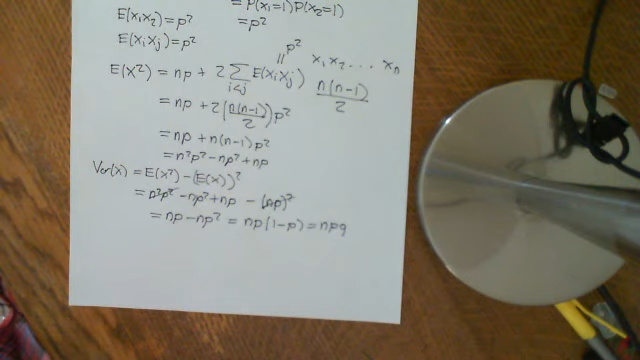 = P(x₁=1)P(x₂=1)
E(x₁x₂)=p² = p²
E(xᵢxⱼ)=p²
p²
|| x₁ x₂ ... xₙ
E(x²) = np + 2 Σ E(xᵢxⱼ) n(n-1)/2
i<j
= np + 2(n(n-1)/2)p²
= np + n(n-1)p²
= n²p² - np² + np
Var(x) = E(x²) - (E(x))²
= n²p² - np² + np - (np)²
= np - np² = np(1-p) = npq